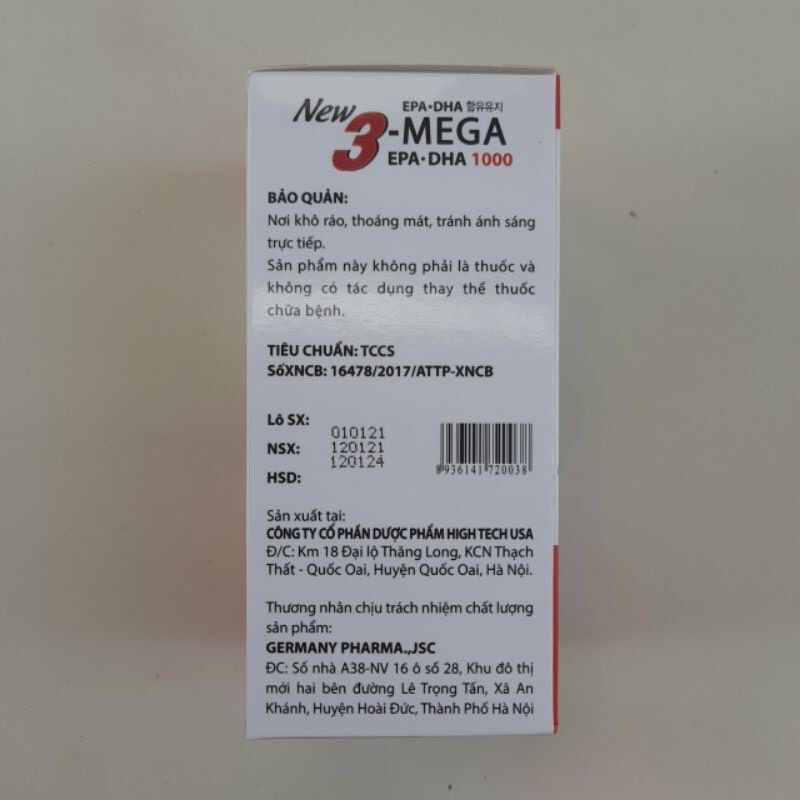 EPA•DHA 함유유지
New 3-MEGA
EPA•DHA 1000
BẢO QUẢN:
Nơi khô ráo, thoáng mát, tránh ánh sáng
trực tiếp.
Sản phẩm này không phải là thuốc và
không có tác dụng thay thế thuốc
chữa bệnh.
TIÊU CHUẨN: TCCS
SốXNCB: 16478/2017/ATTP-XNCB
Lô SX: 010121
NSX: 120121
HSD: 120124
8936141720038
Sản xuất tại:
CÔNG TY CỔ PHẦN DƯỢC PHẨM HIGH TECH USA
Đ/C: Km 18 Đại lộ Thăng Long, KCN Thạch
Thất - Quốc Oai, Huyện Quốc Oai, Hà Nội.
Thương nhân chịu trách nhiệm chất lượng
sản phẩm:
GERMANY PHARMA.,JSC
ĐC: Số nhà A38-NV 16 ô số 28, Khu đô thị
mới hai bên đường Lê Trọng Tấn, Xã An
Khánh, Huyện Hoài Đức, Thành Phố Hà Nội